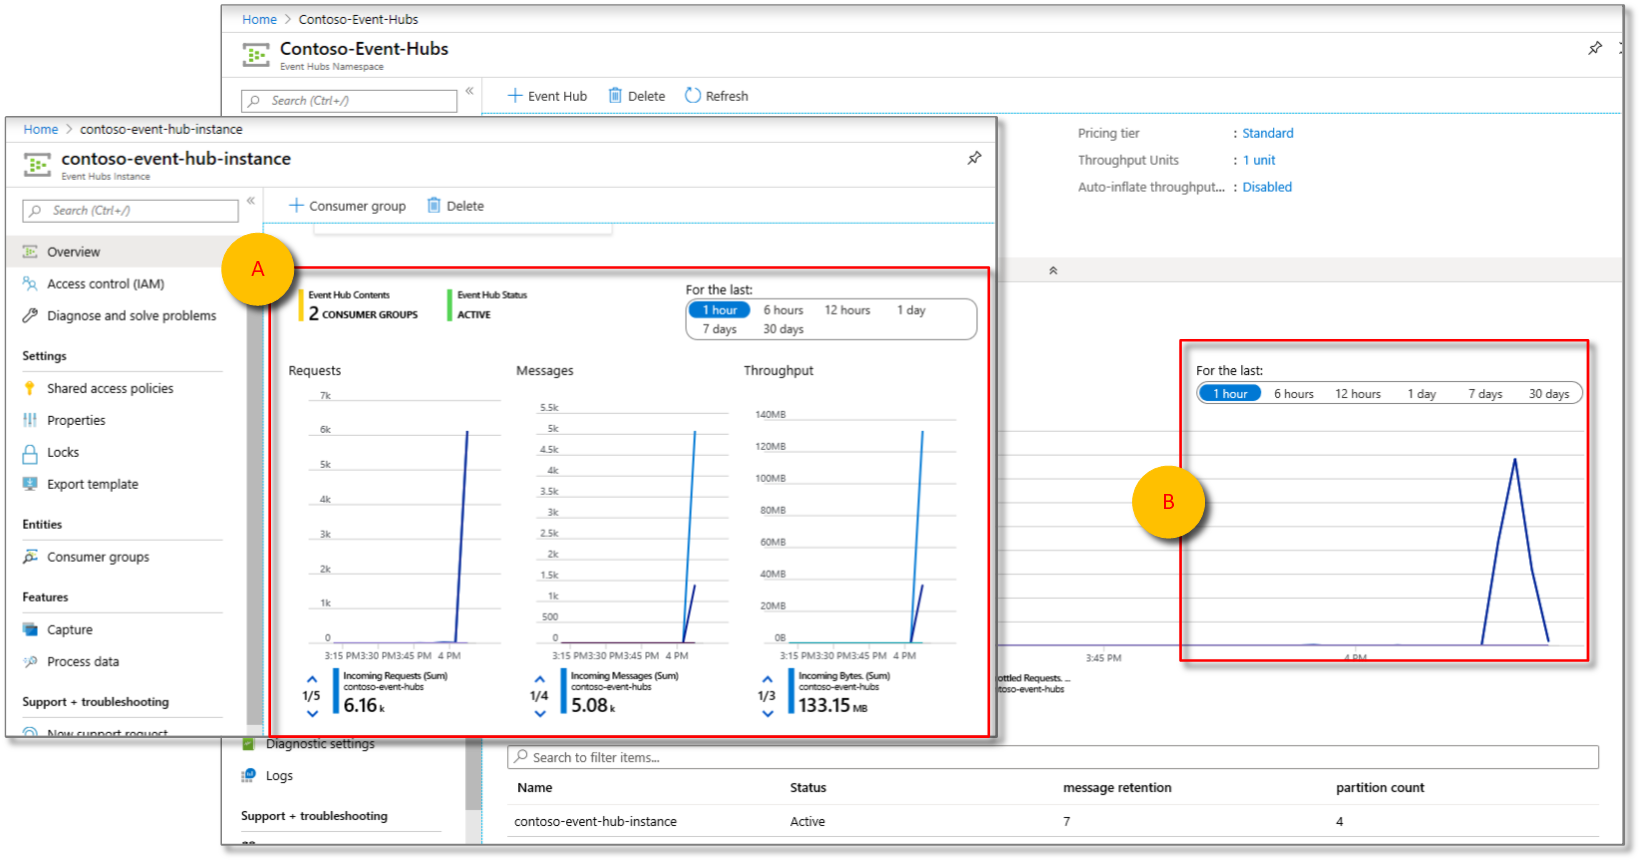 Home > Contoso-Event-Hubs
Contoso-Event-Hubs
Event Hubs Namespace
Search (Ctrl+/)
«
+ Event Hub Delete Refresh
Pricing tier : Standard
Throughput Units : 1 unit
Auto-inflate throughput... : Disabled
Home > contoso-event-hub-instance
contoso-event-hub-instance
Event Hubs Instance
Search (Ctrl+/)
«
+ Consumer group Delete
Overview
Access control (IAM)
Diagnose and solve problems
Settings
Shared access policies
Properties
Locks
Export template
Entities
Consumer groups
Features
Capture
Process data
Support + troubleshooting
New support request
A
Event Hub Contents
2 CONSUMER GROUPS
Event Hub Status
ACTIVE
For the last:
1 hour 6 hours 12 hours 1 day
7 days 30 days
Requests
7k
6k
5k
4k
3k
2k
1k
0
3:15 PM 3:30 PM 3:45 PM 4 PM
1/5
Incoming Requests (Sum)
contoso-event-hubs
6.16 k
Messages
5.5k
5k
4.5k
4k
3.5k
3k
2.5k
2k
1.5k
1k
500
0
3:15 PM 3:30 PM 3:45 PM 4 PM
1/4
Incoming Messages (Sum)
contoso-event-hubs
5.08 k
Throughput
140MB
120MB
100MB
80MB
60MB
40MB
20MB
0B
3:15 PM 3:30 PM 3:45 PM 4 PM
1/3
Incoming Bytes. (Sum)
contoso-event-hubs
133.15 MB
For the last:
1 hour 6 hours 12 hours 1 day 7 days 30 days
B
3:45 PM 4 PM
ottled Requests. ...
toso-event-hubs
Diagnostic settings
Logs
Support + troubleshooting
Search to filter items...
Name Status message retention partition count
contoso-event-hub-instance Active 7 4